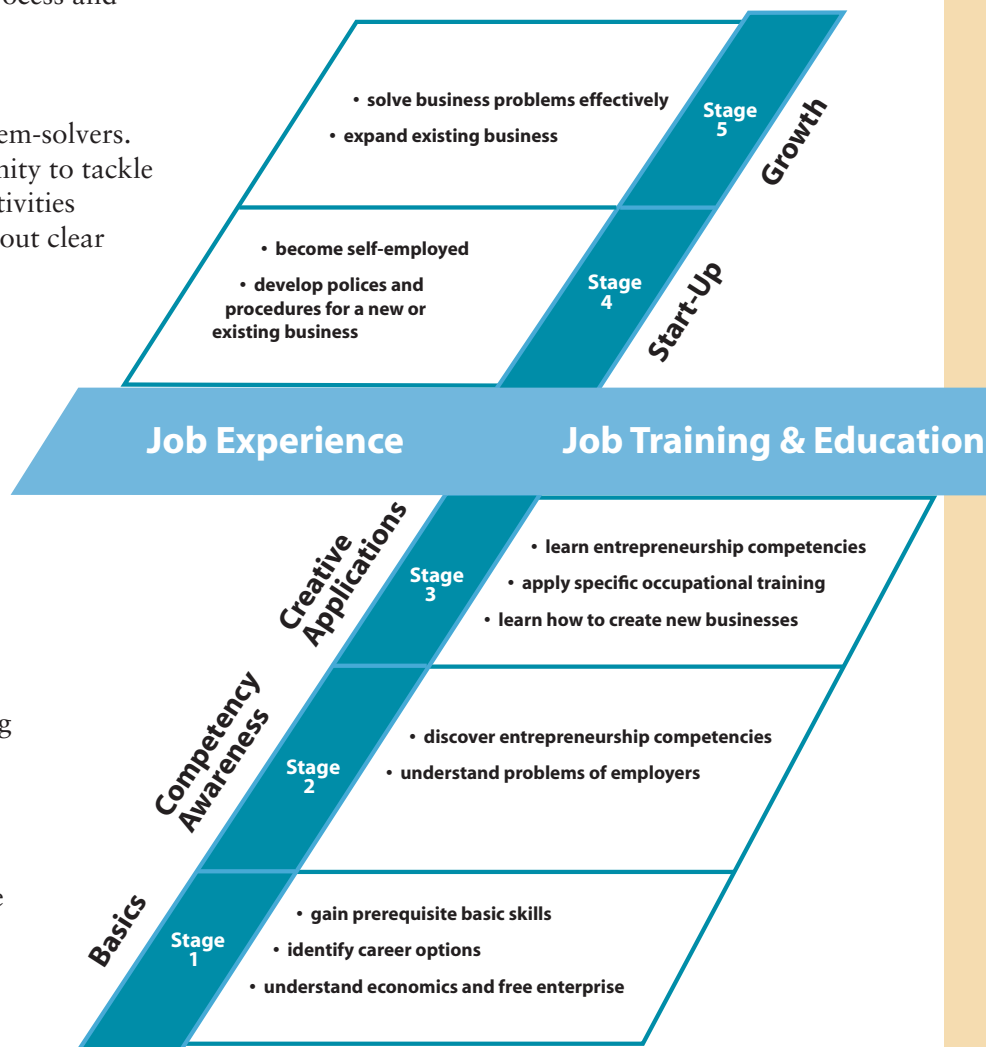 ocess and
em-solvers.
nity to tackle
tivities
out clear
g
e
• solve business problems effectively
• expand existing business
Stage
5
Growth
• become self-employed
• develop polices and
procedures for a new or
existing business
Stage
4
Start-Up
Job Experience
Job Training & Education
Creative
Applications
Stage
3
• learn entrepreneurship competencies
• apply specific occupational training
• learn how to create new businesses
Competency
Awareness
Stage
2
• discover entrepreneurship competencies
• understand problems of employers
Basics
Stage
1
• gain prerequisite basic skills
• identify career options
• understand economics and free enterprise